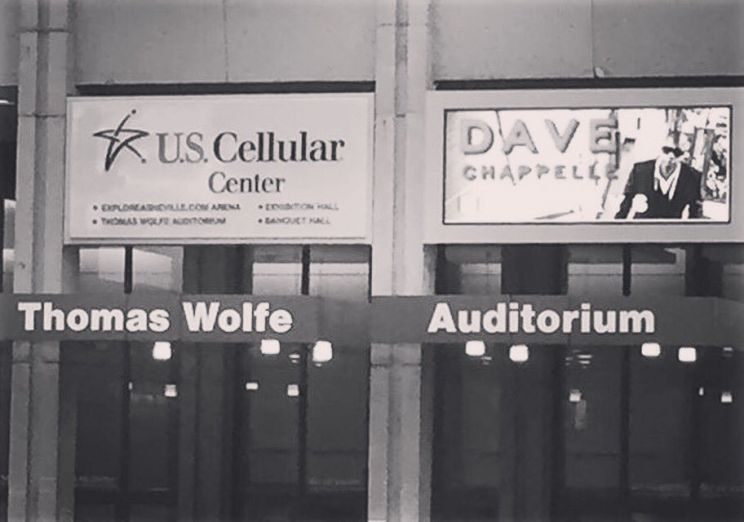 U.S. Cellular
Center
• EXPLOREASHEVILLE.COM ARENA
• EXHIBITION HALL
• THOMAS WOLFE AUDITORIUM
• BANQUET HALL
DAVE
CHAPPELLE
Thomas Wolfe Auditorium